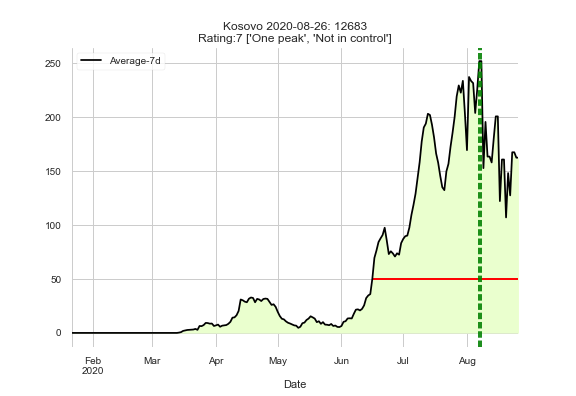 Kosovo 2020-08-26: 12683
Rating:7 ['One peak', 'Not in control']
Average-7d
250
200
150
100
50
0
Feb Mar Apr May Jun Jul Aug
2020
Date